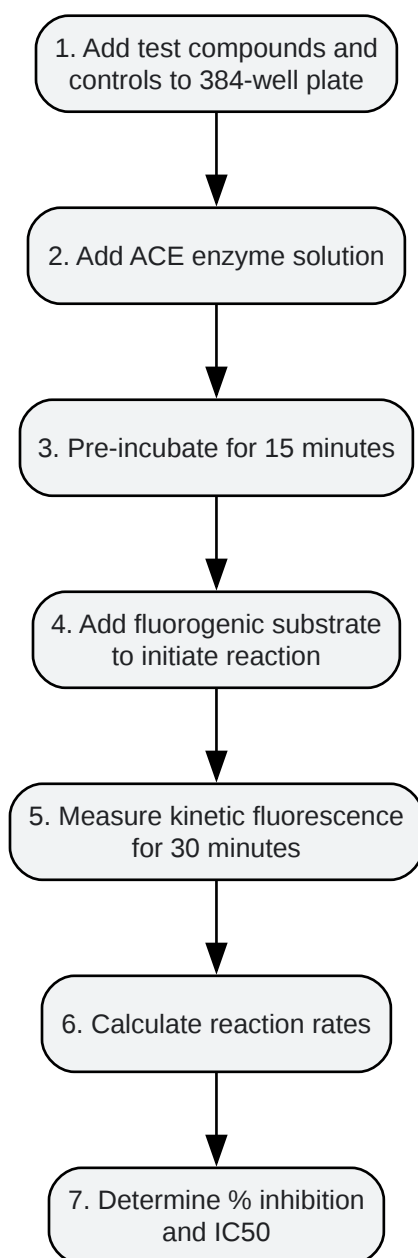 1. Add test compounds and
controls to 384-well plate
2. Add ACE enzyme solution
3. Pre-incubate for 15 minutes
4. Add fluorogenic substrate
to initiate reaction
5. Measure kinetic fluorescence
for 30 minutes
6. Calculate reaction rates
7. Determine % inhibition
and IC50